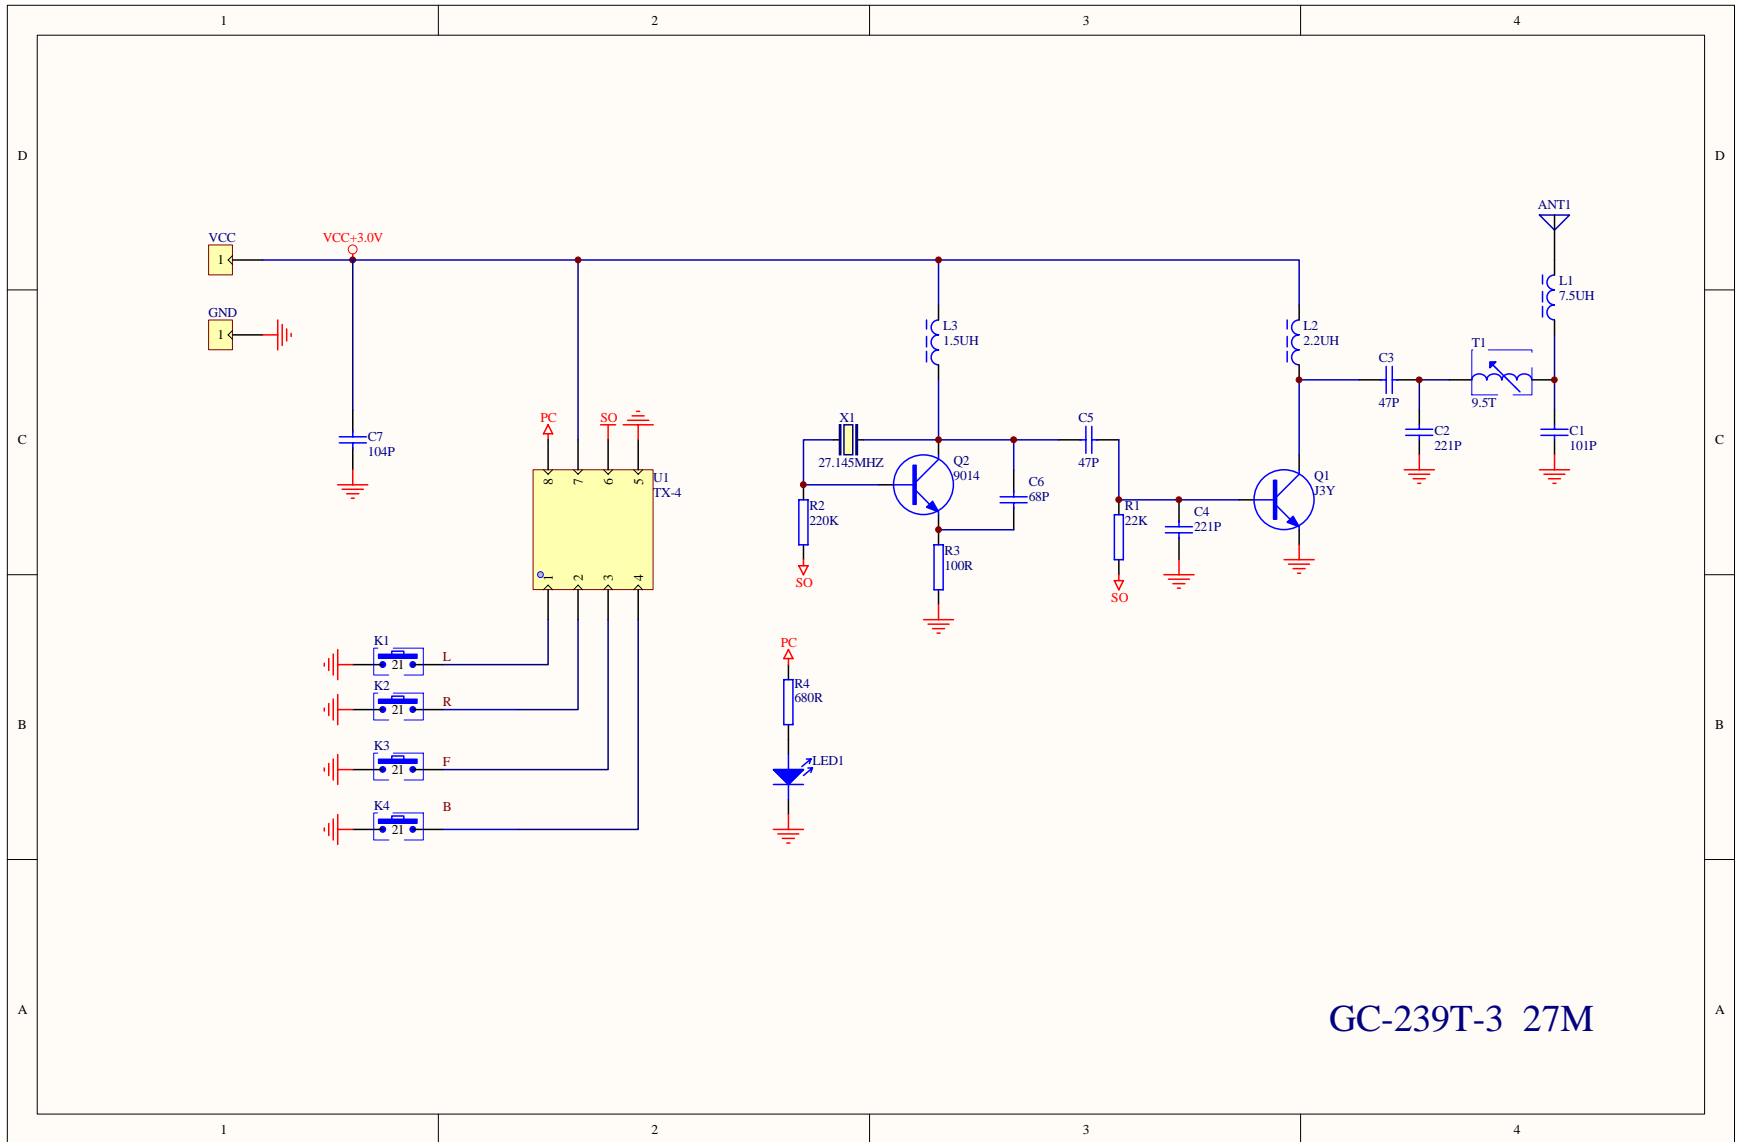 1 2 3 4
D D
ANT1
VCC VCC+3.0V
1
L1
7.5UH
GND
1
L3
1.5UH
L2
2.2UH
T1
C3
47P
9.5T
PC SO
X1
C5
C7
104P
C C
C2
221P
C1
101P
27.145MHZ
47P
Q2
9014
8 7 6 5
U1
TX-4
Q1
J3Y
C6
68P
R2
220K
R1
22K
C4
221P
R3
100R
1 2 3 4
SO
SO
K1
21 L
PC
K2
21 R
R4
680R
B B
K3
21 F
LED1
K4
21 B
A A
GC-239T-3 27M
1 2 3 4